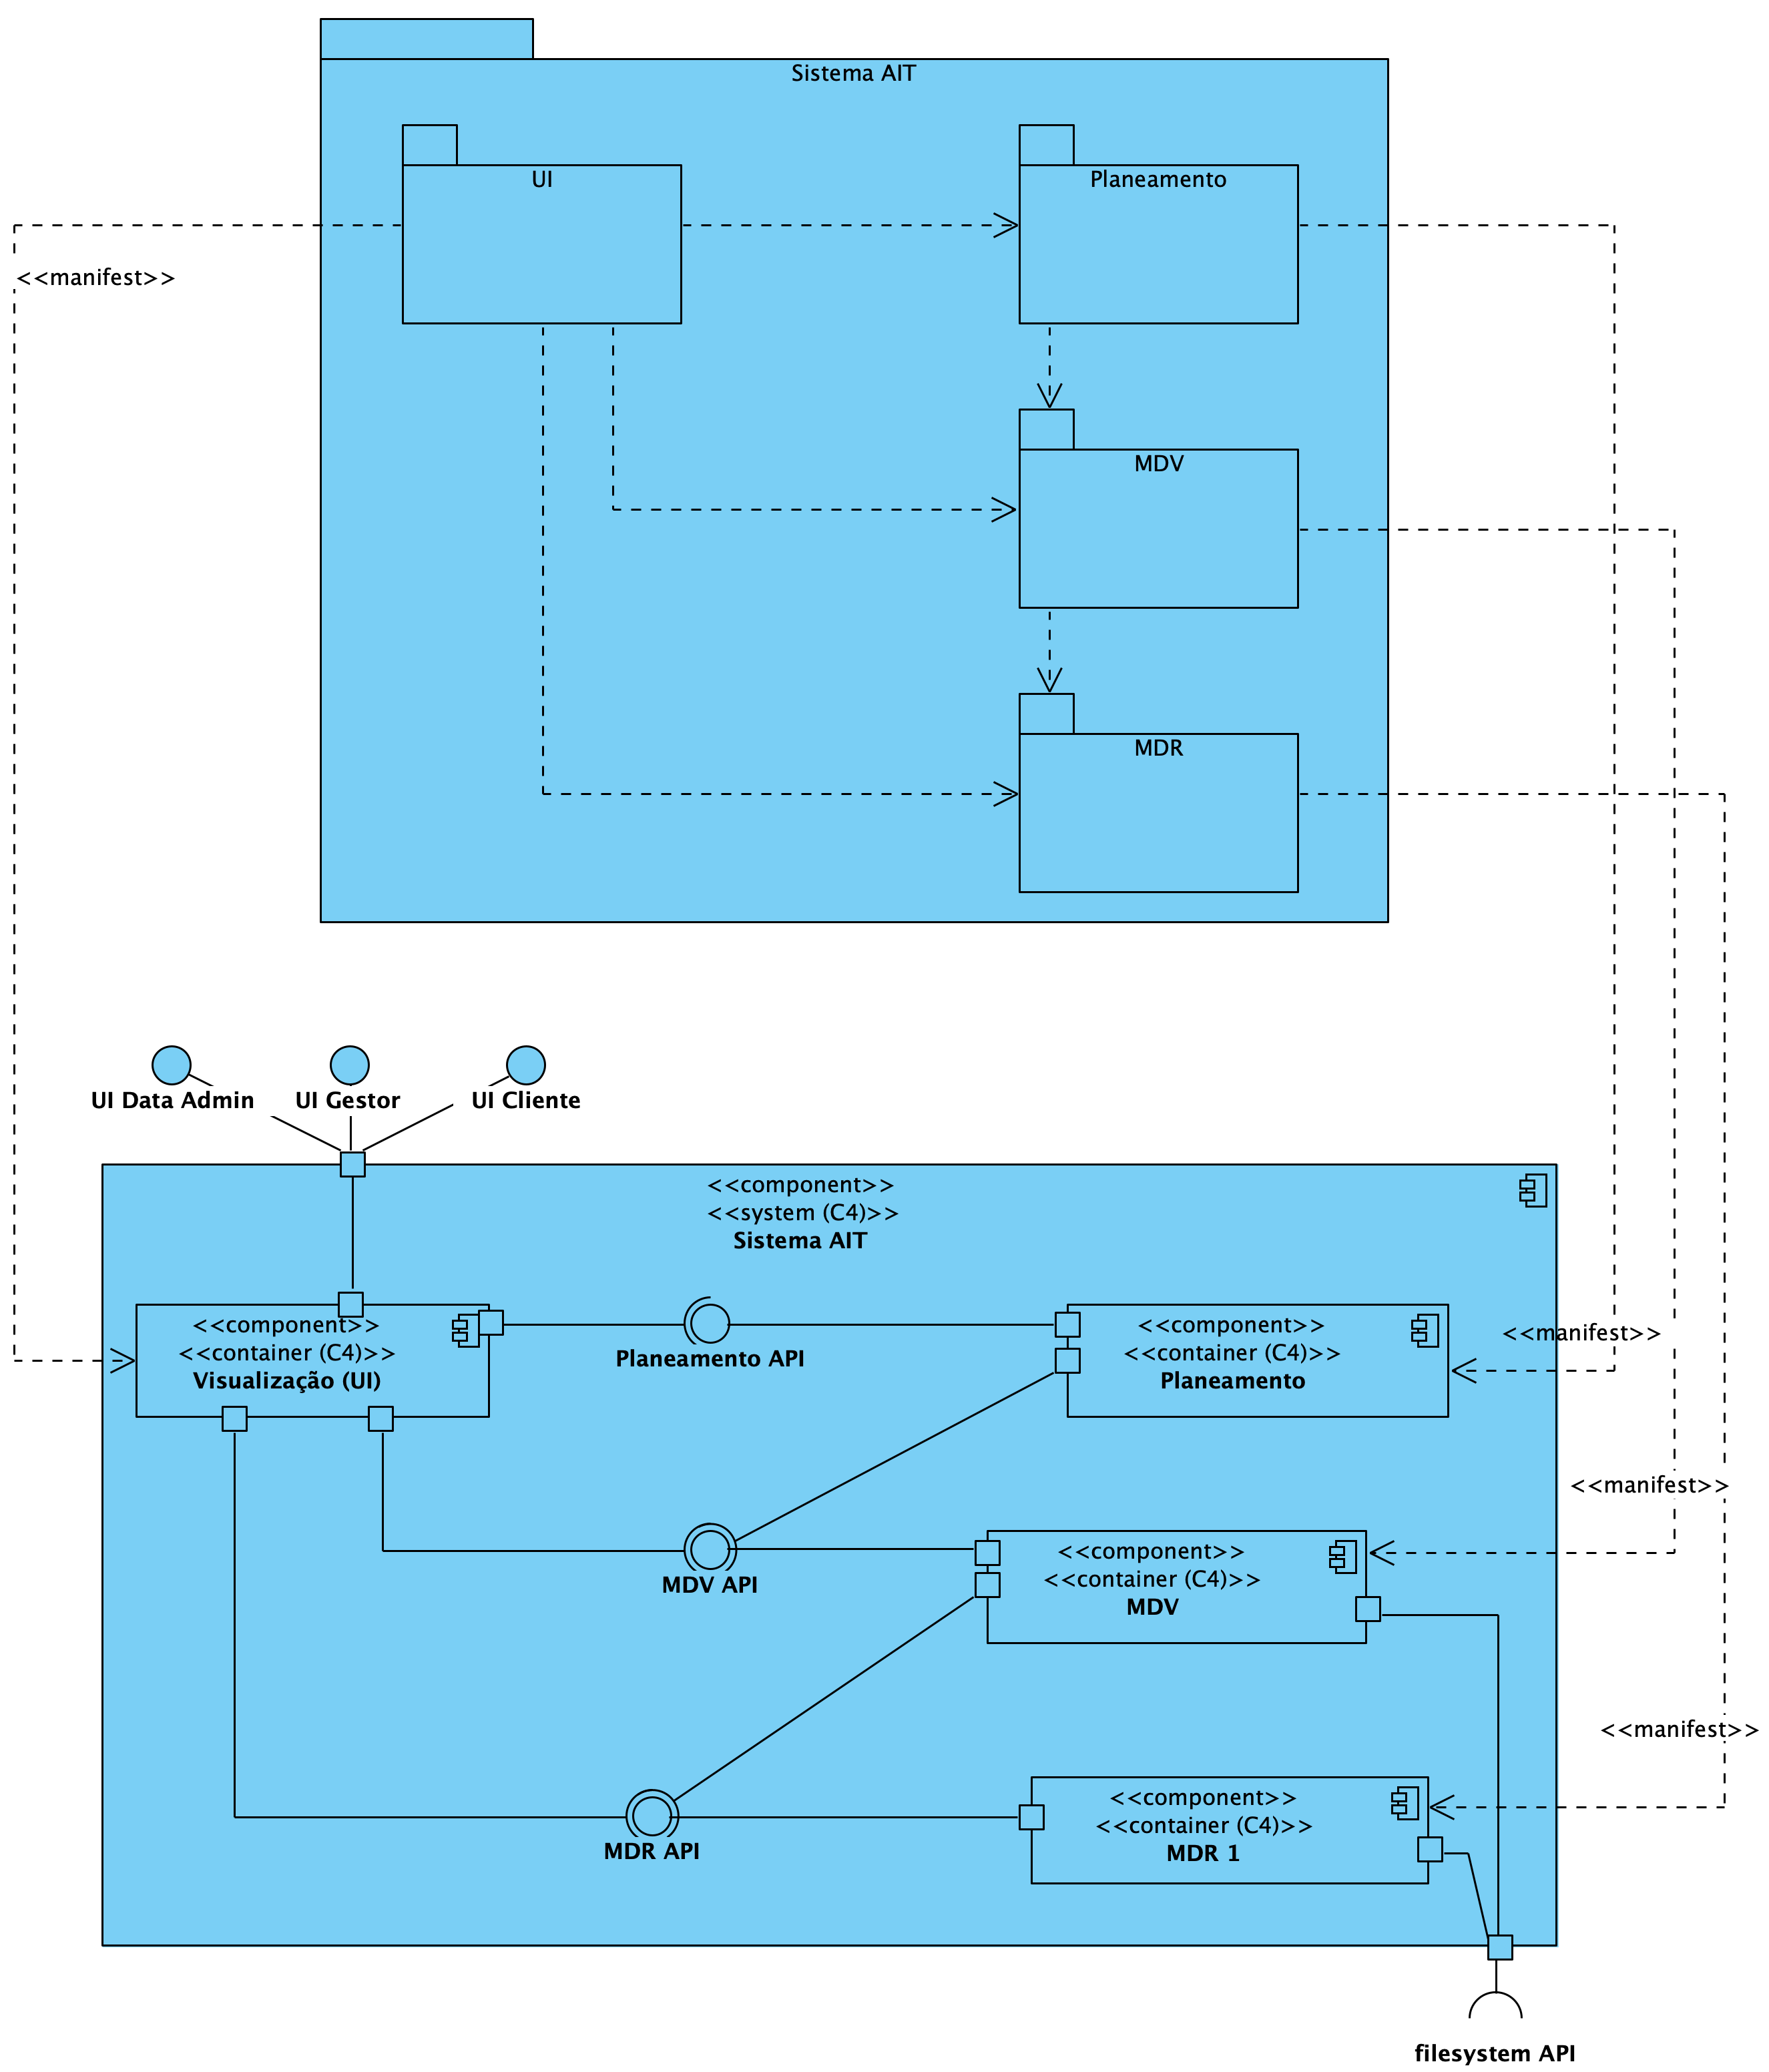 Sistema AIT
UI
Planeamento
<<manifest>>
MDV
MDR
UI Data Admin
UI Gestor
UI Cliente
<<component>>
<<system (C4)>>
Sistema AIT
<<component>>
<<container (C4)>>
Visualização (UI)
Planeamento API
<<component>>
<<container (C4)>>
Planeamento
<<manifest>>
<<manifest>>
MDV API
<<component>>
<<container (C4)>>
MDV
<<manifest>>
MDR API
<<component>>
<<container (C4)>>
MDR 1
filesystem API